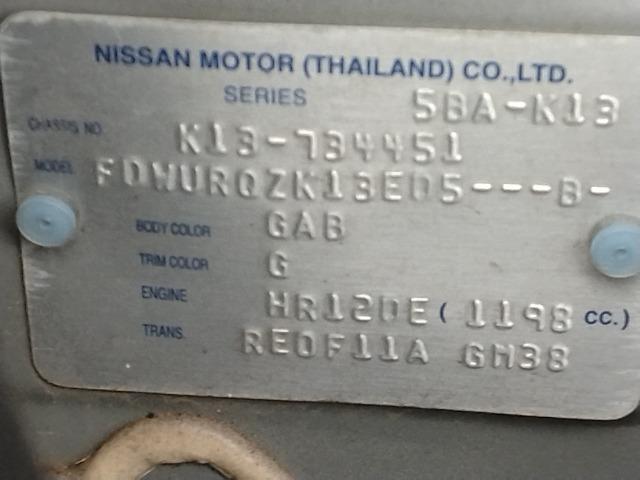 NISSAN MOTOR (THAILAND) CO.,LTD.
SERIES 5BA-K13
CHASSIS NO. K13-734451
MODEL FDWURQZK13ED5---B-
BODY COLOR GAB
TRIM COLOR G
ENGINE HR12DE ( 1198 CC.)
TRANS. RE0F11A GM38